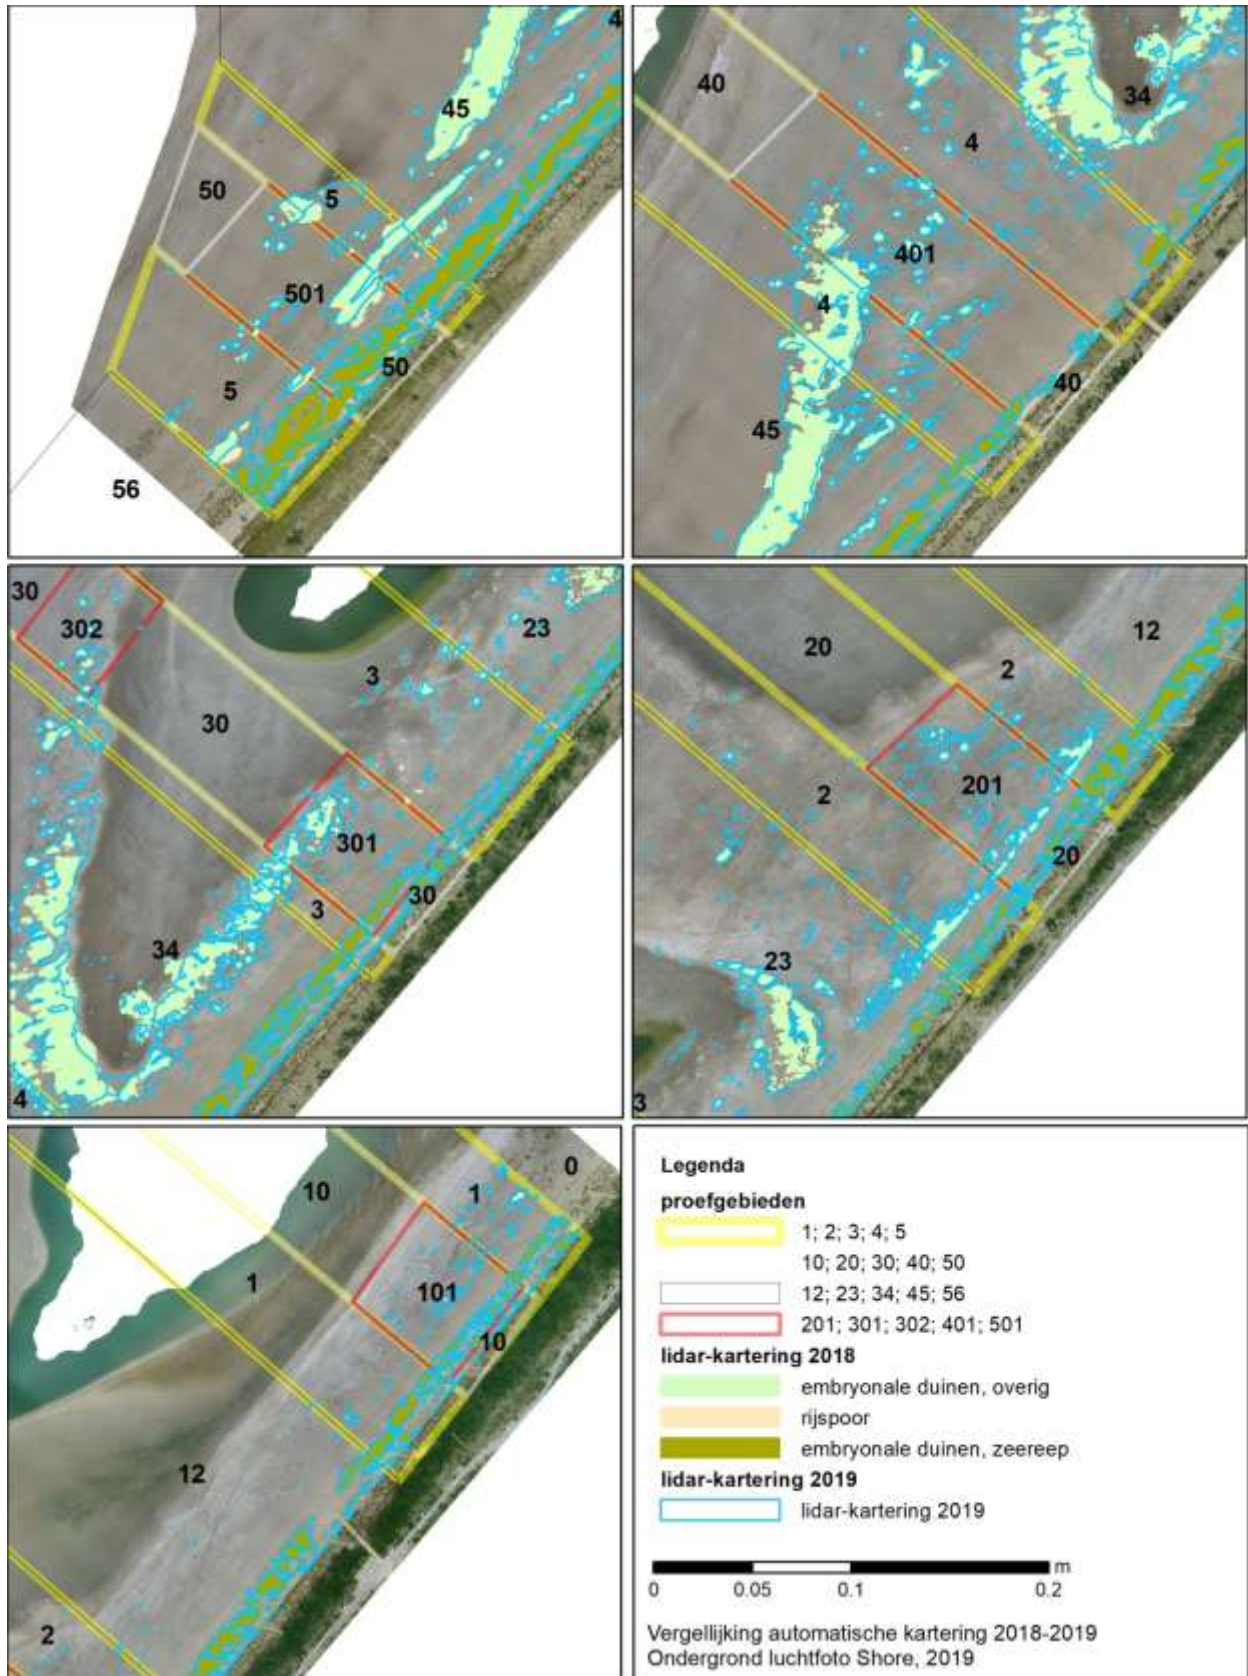 4
45
50
5
501
50
5
56
40
34
4
401
4
40
45
30
302
23
3
30
301
30
3
34
4
12
20
2
201
2
20
23
3
0
10
1
1
101
10
12
2
Legenda
proefgebieden
1; 2; 3; 4; 5
10; 20; 30; 40; 50
12; 23; 34; 45; 56
201; 301; 302; 401; 501
lidar-kartering 2018
embryonale duinen, overig
rijspoor
embryonale duinen, zeereep
lidar-kartering 2019
lidar-kartering 2019
m
0 0.05 0.1 0.2
Vergellijking automatische kartering 2018-2019
Ondergrond luchtfoto Shore, 2019